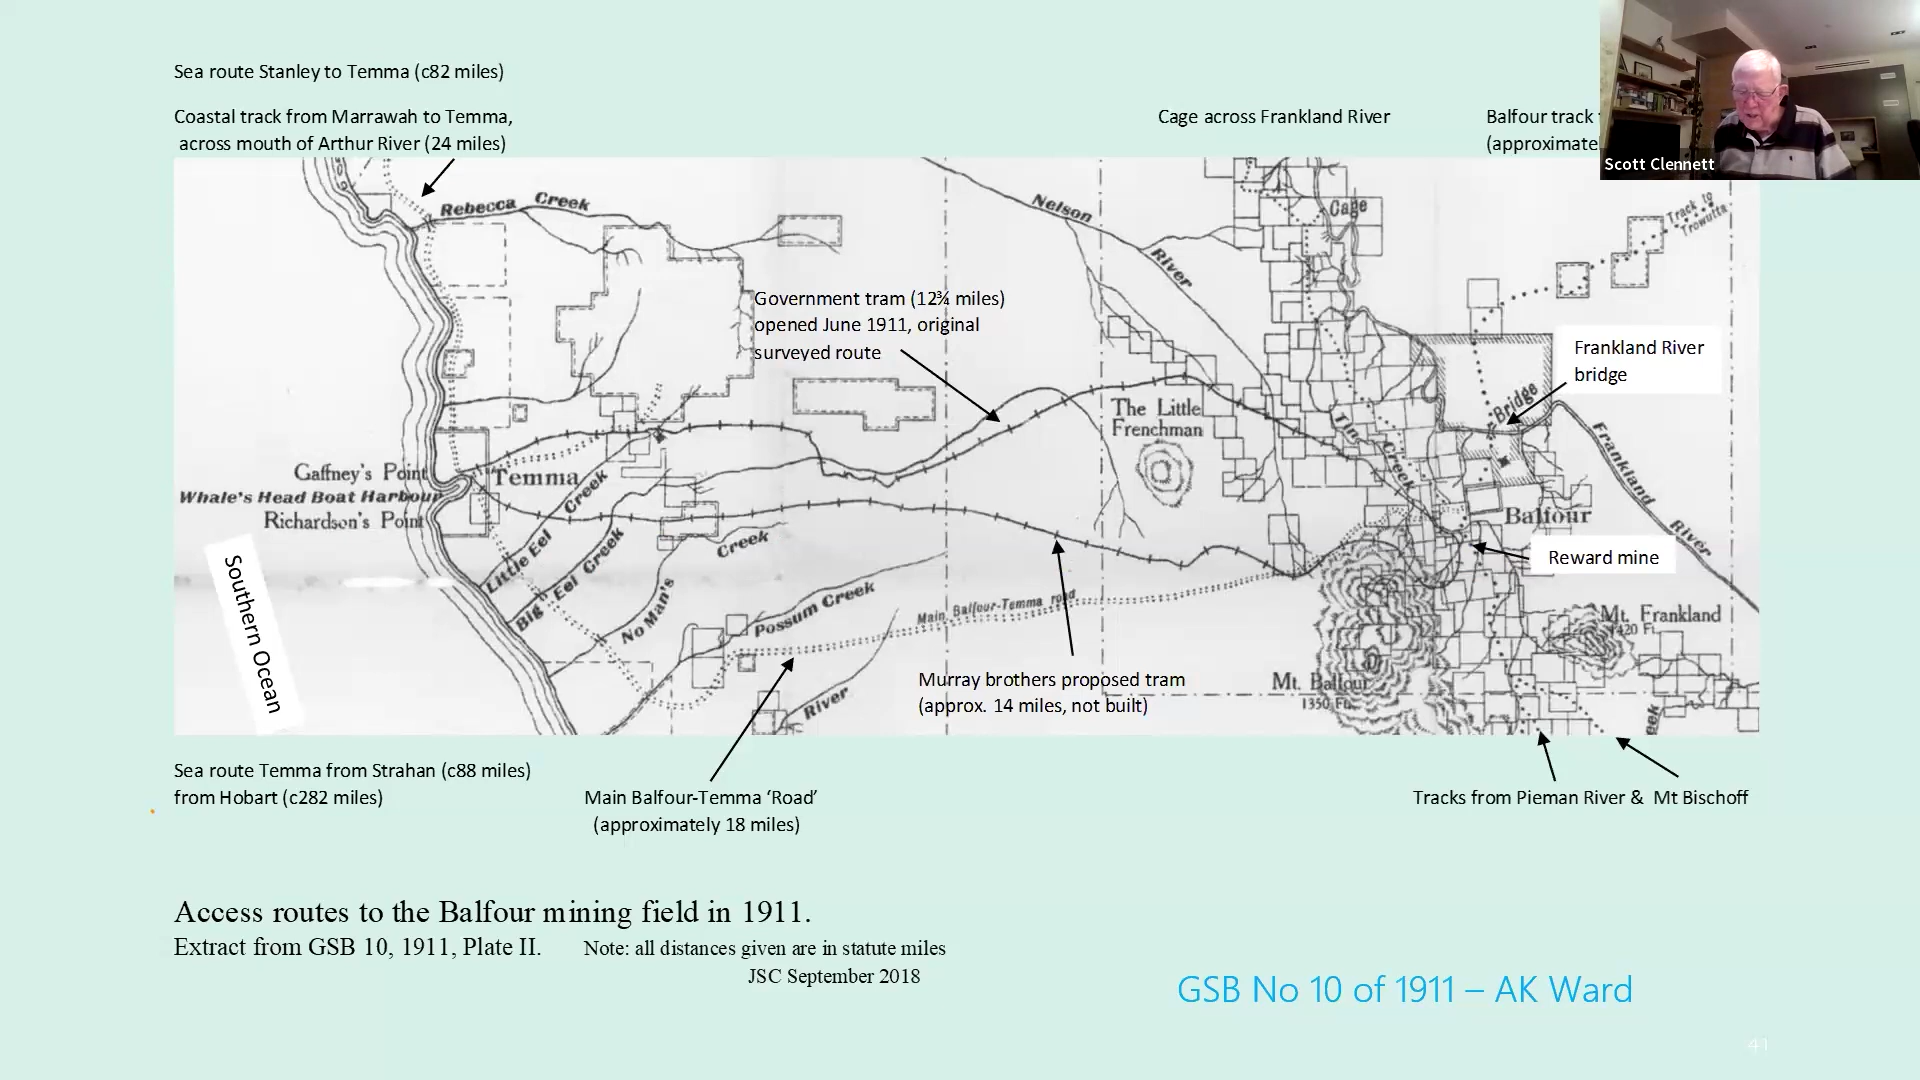 Sea route Stanley to Temma (c82 miles)
Coastal track from Marrawah to Temma,
across mouth of Arthur River (24 miles)
Cage across Frankland River
Balfour track
(approximate
Scott Clennett
Rebecca Creek
Nelson River
Cage
Track to
Trowutta
Government tram (12¾ miles)
opened June 1911, original
surveyed route
Frankland River
bridge
Bridge
The Little
Frenchman
Tin Creek
Frankland River
Gaffney's Point
Temma
Whale's Head Boat Harbour
Richardson's Point
Balfour
Reward mine
Little Eel Creek
Big Eel Creek
No Man's Creek
Southern Ocean
Possum Creek
Main Balfour-Temma road
Mt. Frankland
1420 Ft.
Murray brothers proposed tram
(approx. 14 miles, not built)
Mt. Balfour
1350 Ft.
River
Sea route Temma from Strahan (c88 miles)
from Hobart (c282 miles)
Main Balfour-Temma ‘Road’
(approximately 18 miles)
Tracks from Pieman River & Mt Bischoff
Access routes to the Balfour mining field in 1911.
Extract from GSB 10, 1911, Plate II. Note: all distances given are in statute miles
JSC September 2018
GSB No 10 of 1911 – AK Ward
41